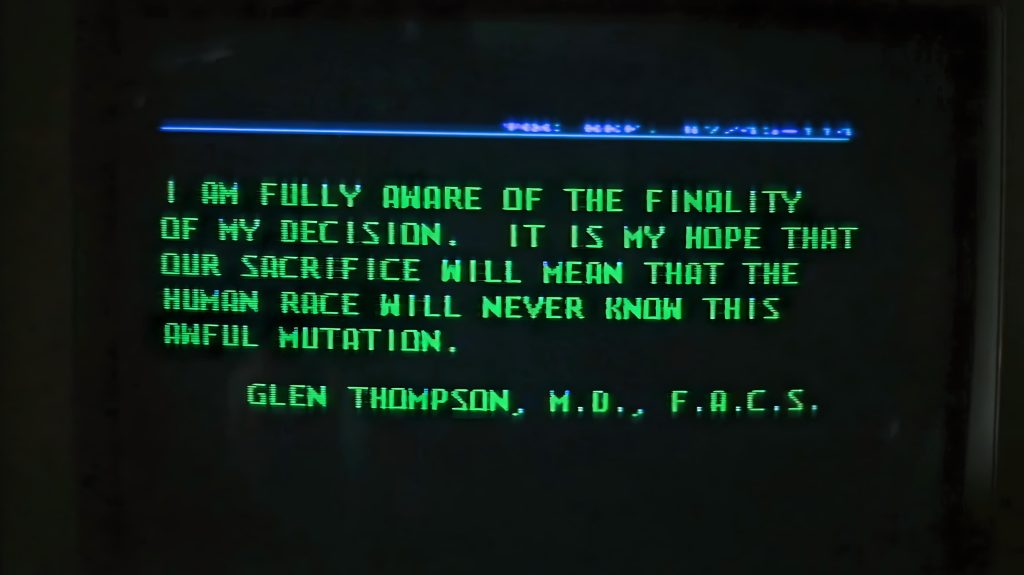 I AM FULLY AWARE OF THE FINALITY
OF MY DECISION.  IT IS MY HOPE THAT
OUR SACRIFICE WILL MEAN THAT THE
HUMAN RACE WILL NEVER KNOW THIS
AWFUL MUTATION.
GLEN THOMPSON, M.D., F.A.C.S.